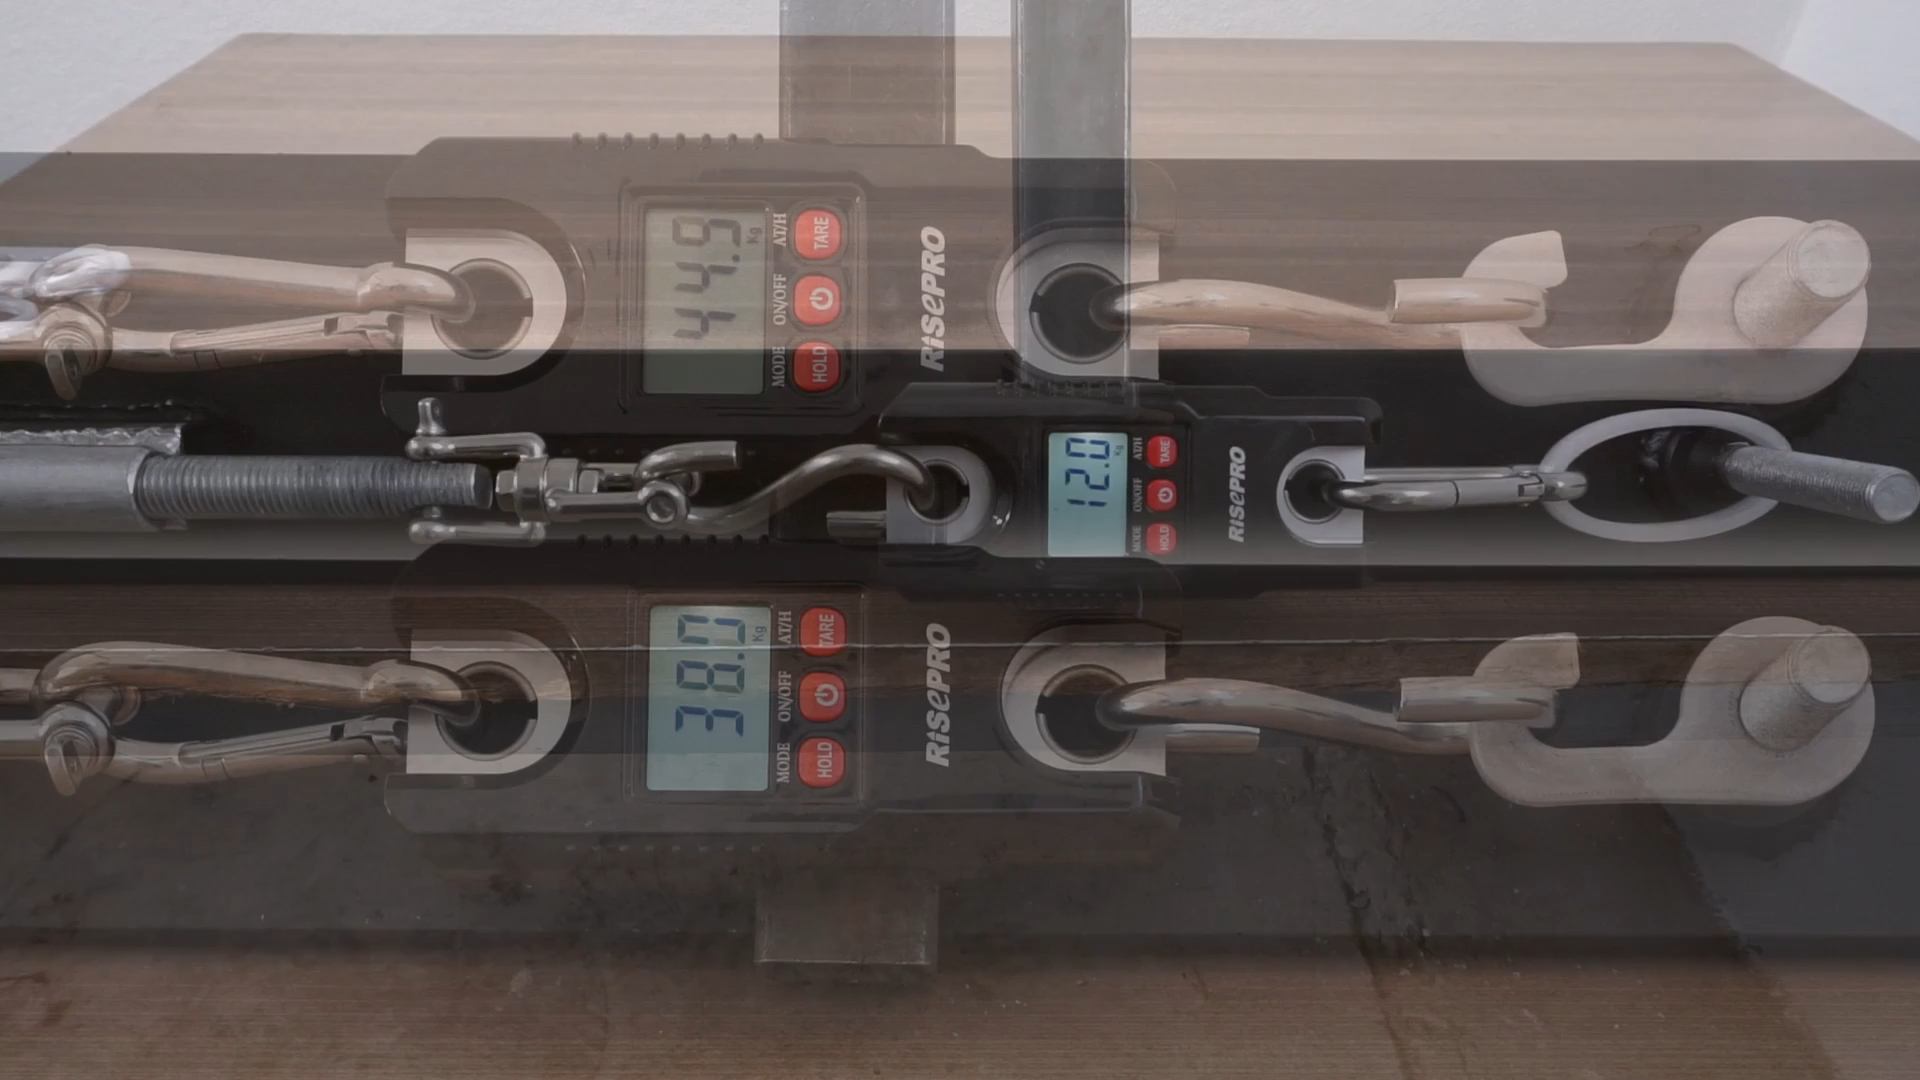 44.9 Kg
AT/H TARE
ON/OFF
MODE HOLD
RISEPRO
12.0 Kg
AT/H TARE
ON/OFF
MODE HOLD
RISEPRO
38.0 Kg
AT/H TARE
ON/OFF
MODE HOLD
RISEPRO